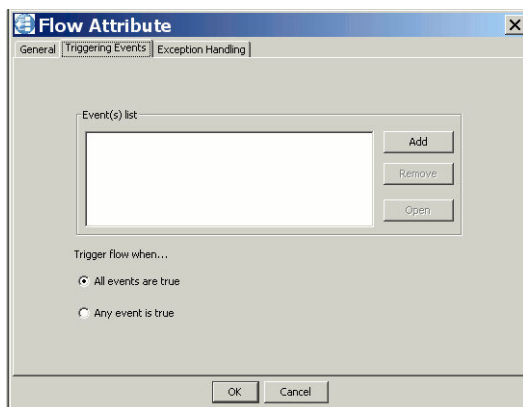 Flow Attribute
General Triggering Events Exception Handling
Event(s) list
Add
Remove
Open
Trigger flow when...
All events are true
Any event is true
OK Cancel